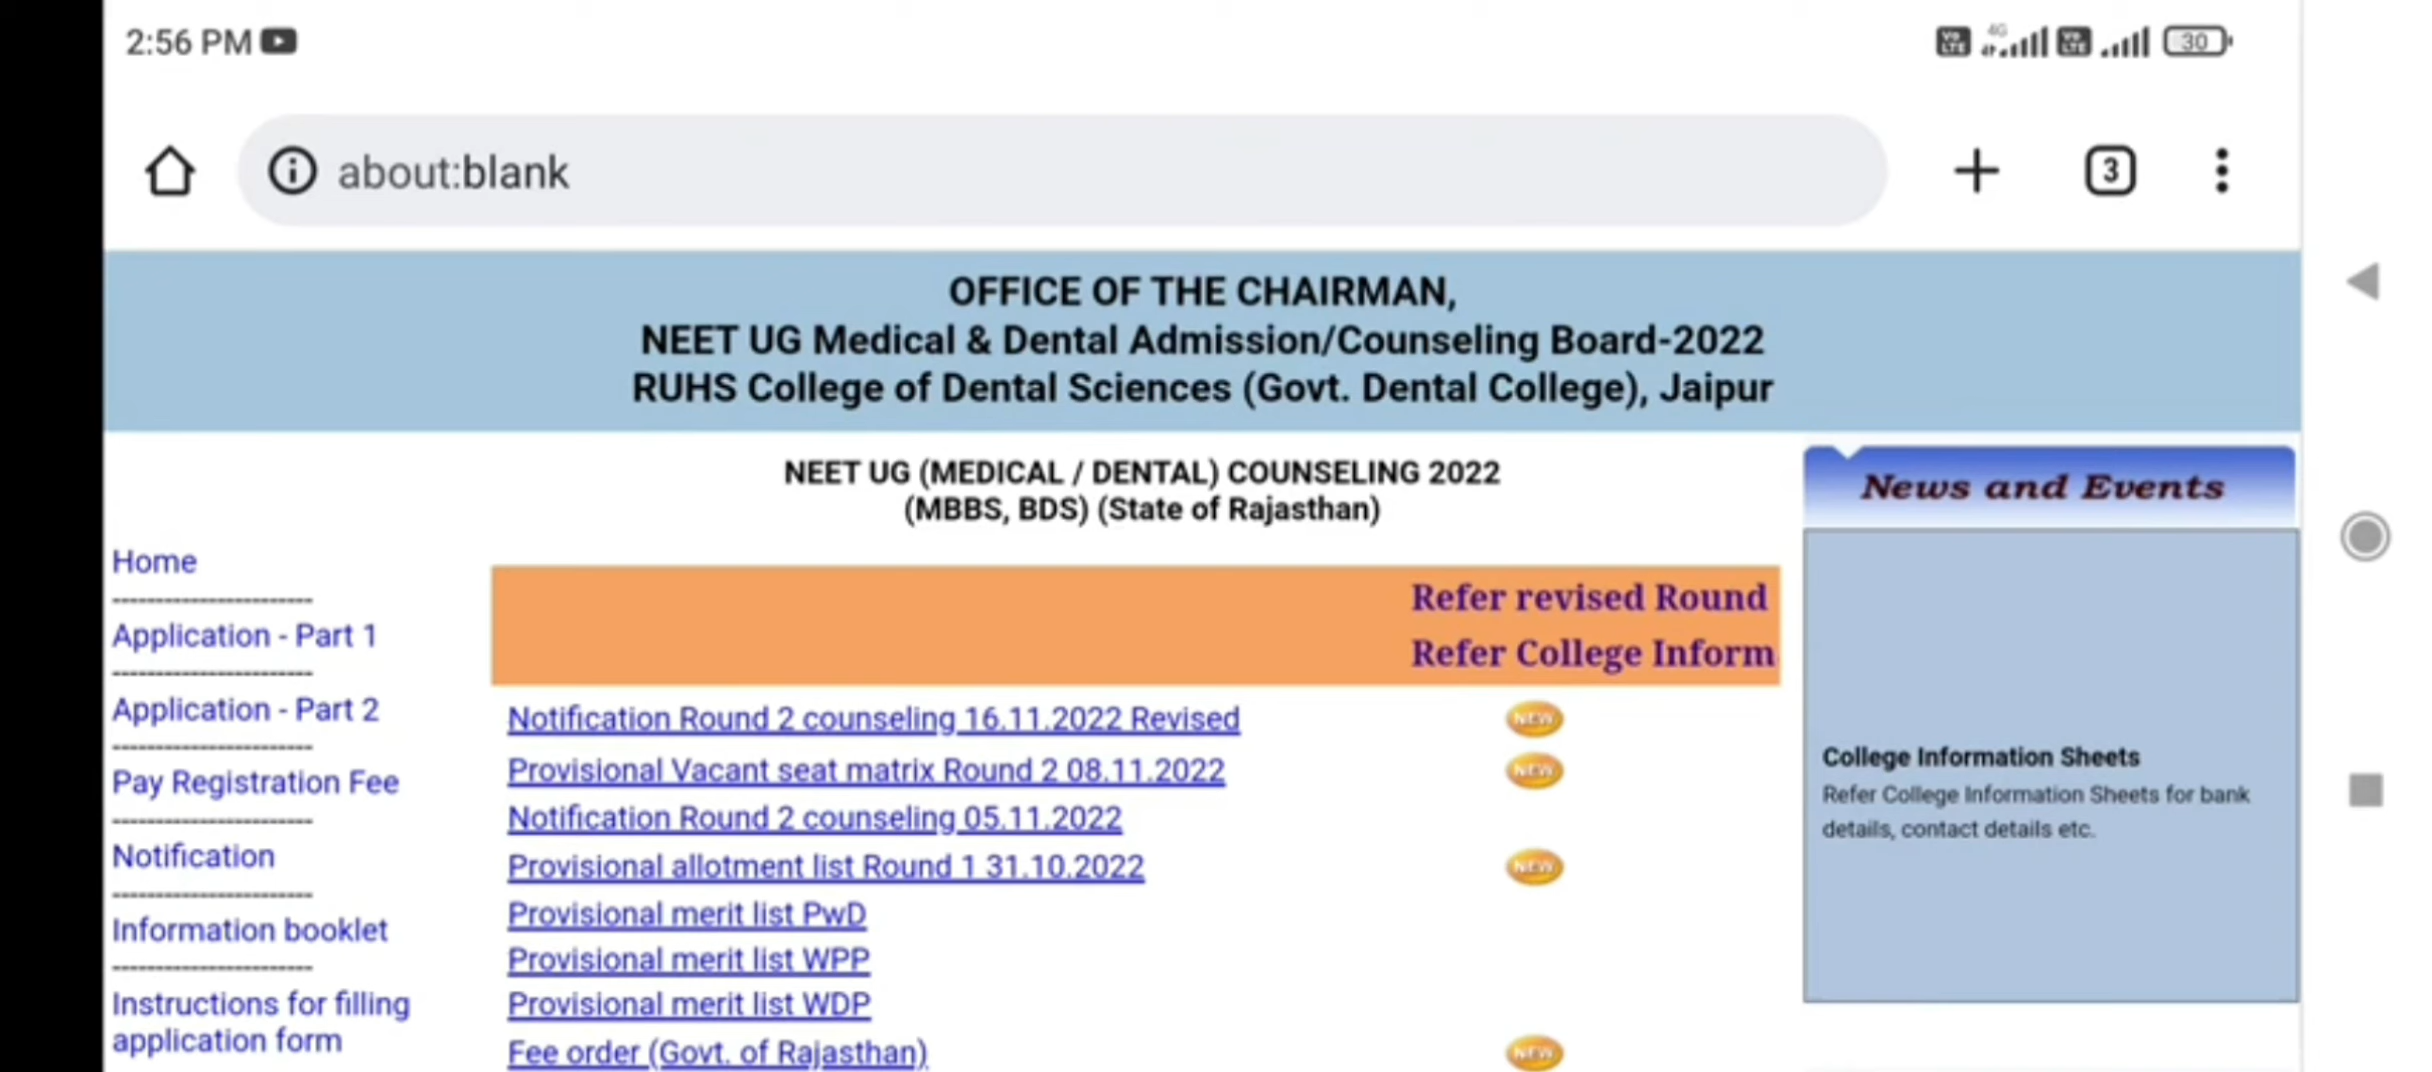 2:56 PM
30
about:blank
3
OFFICE OF THE CHAIRMAN,
NEET UG Medical & Dental Admission/Counseling Board-2022
RUHS College of Dental Sciences (Govt. Dental College), Jaipur
NEET UG (MEDICAL / DENTAL) COUNSELING 2022
(MBBS, BDS) (State of Rajasthan)
Home
-----------------------
Application - Part 1
-----------------------
Application - Part 2
-----------------------
Pay Registration Fee
-----------------------
Notification
-----------------------
Information booklet
-----------------------
Instructions for filling
application form
Refer revised Round
Refer College Inform
Notification Round 2 counseling 16.11.2022 Revised NEW
Provisional Vacant seat matrix Round 2 08.11.2022 NEW
Notification Round 2 counseling 05.11.2022
Provisional allotment list Round 1 31.10.2022 NEW
Provisional merit list PwD
Provisional merit list WPP
Provisional merit list WDP
Fee order (Govt. of Rajasthan) NEW
News and Events
College Information Sheets
Refer College Information Sheets for bank
details, contact details etc.